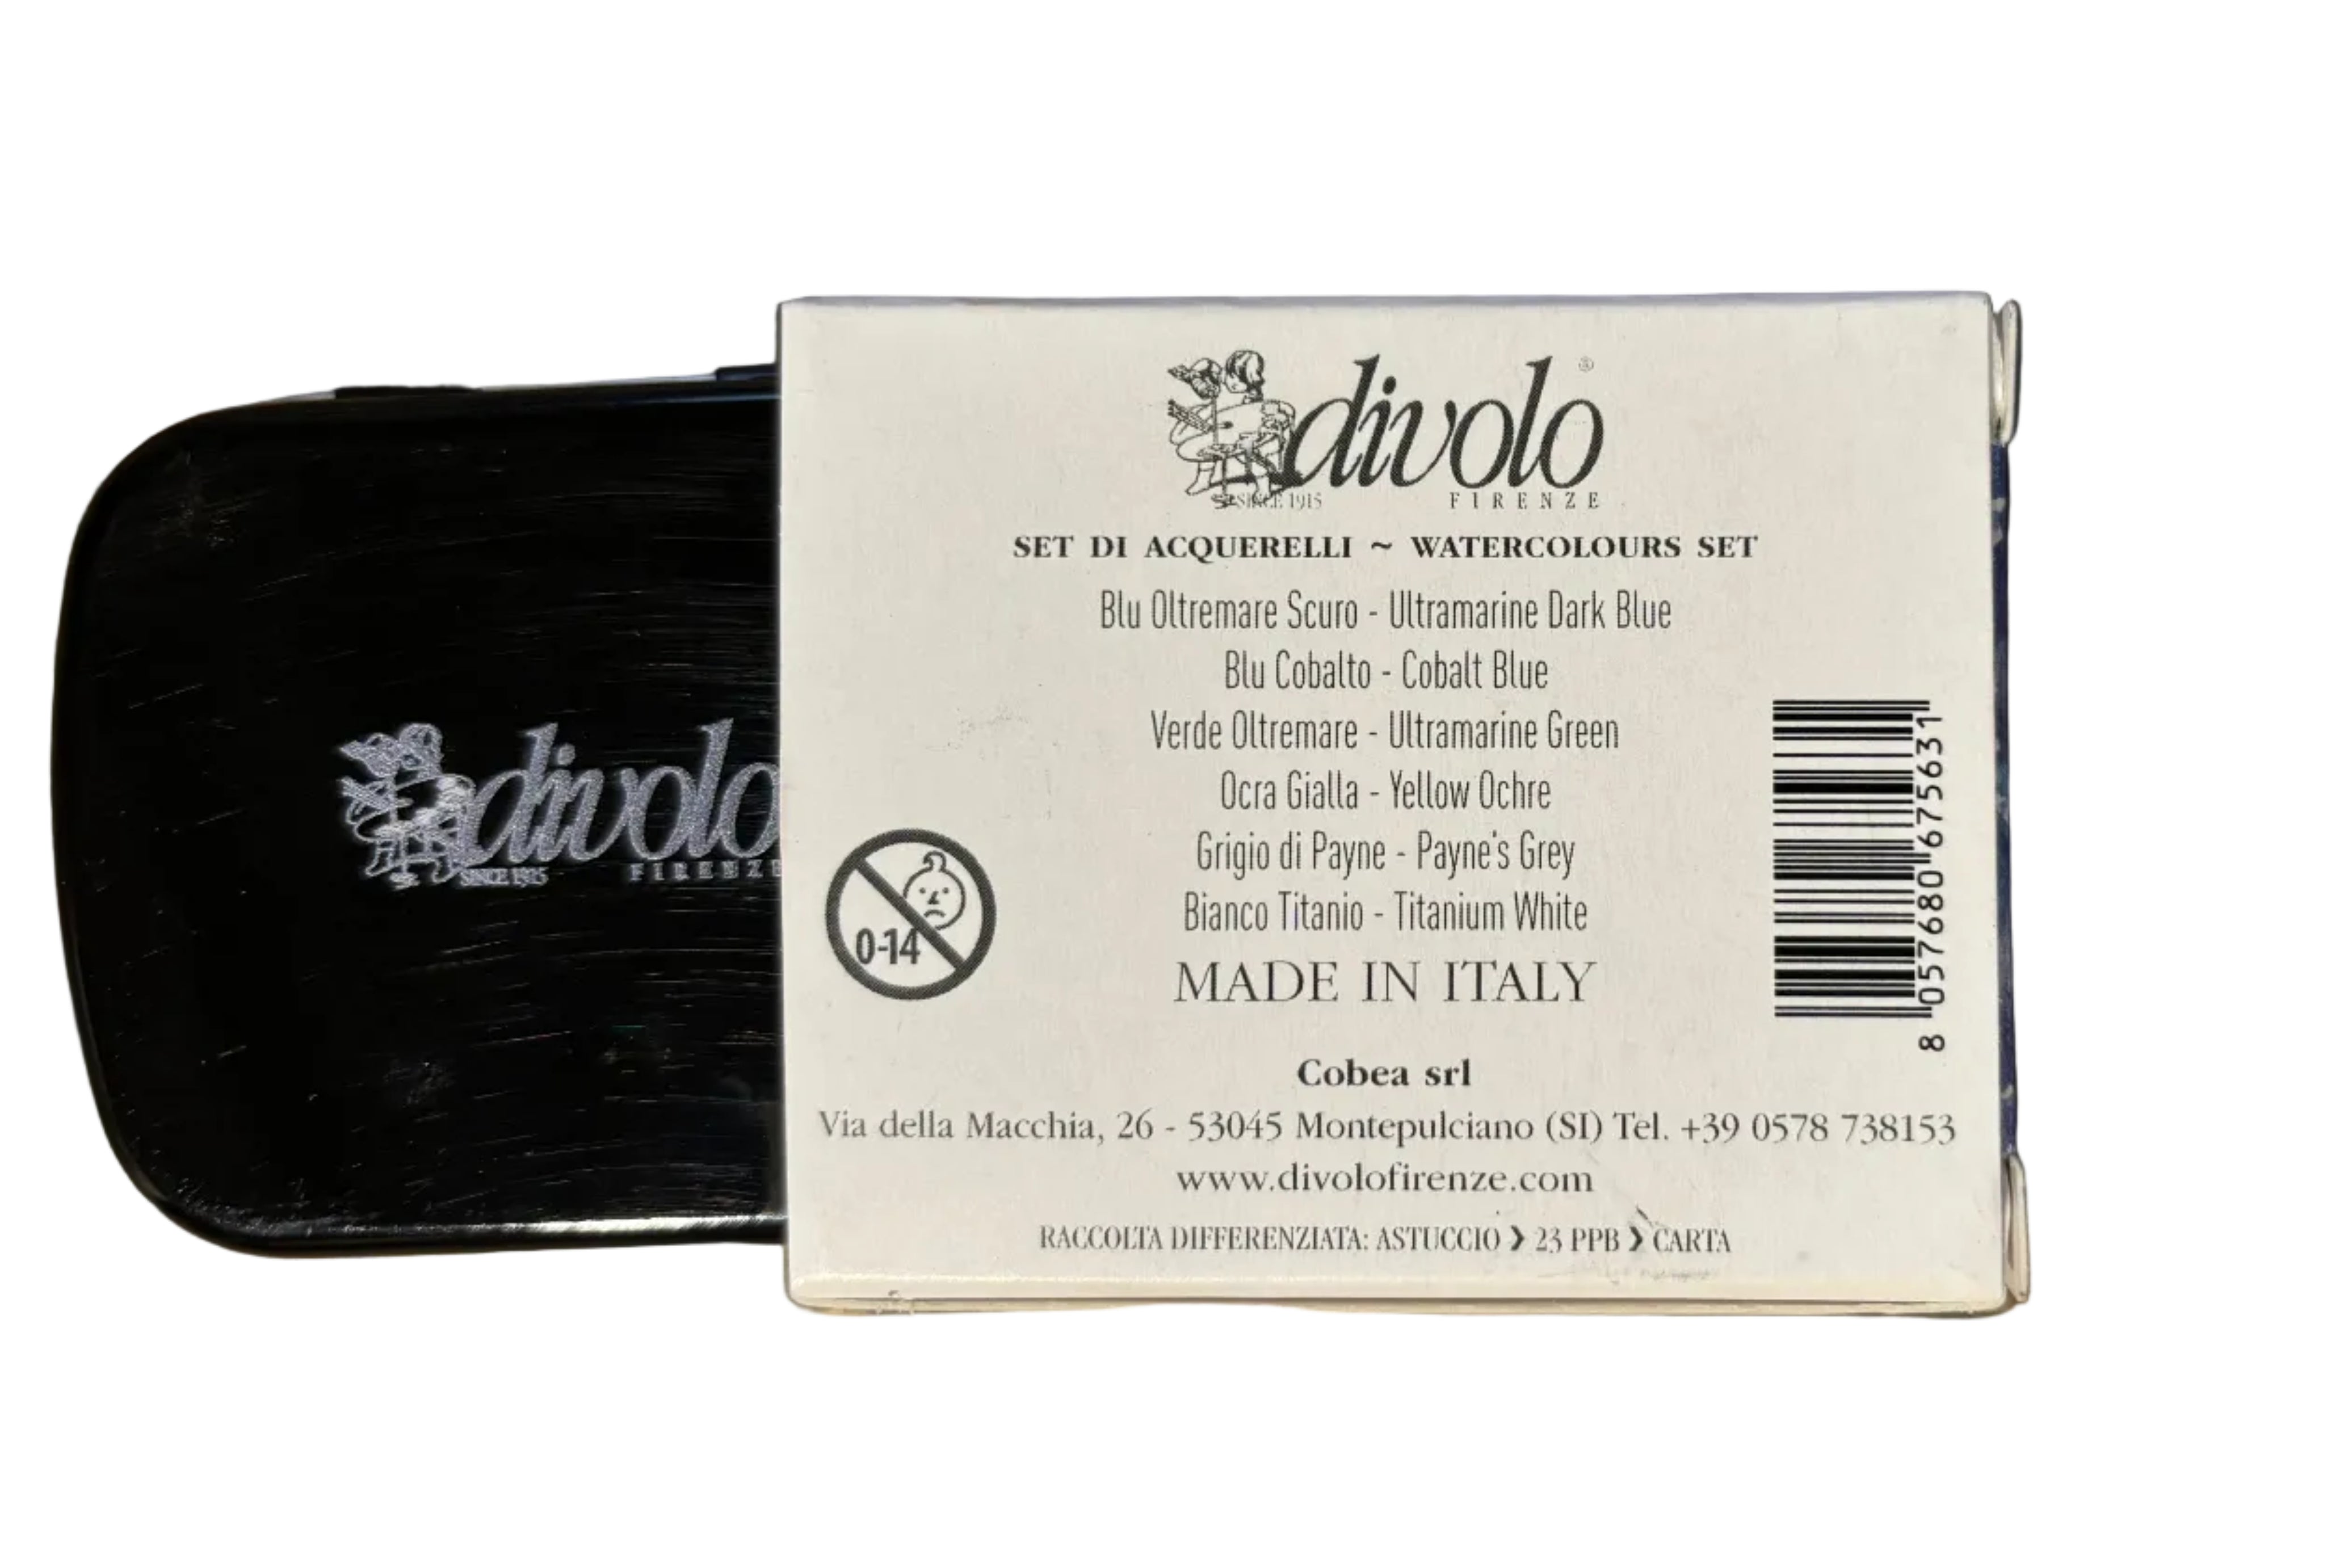 divolo
SINCE 1915 FIRENZE
divolo ®
SINCE 1915 FIRENZE
SET DI ACQUERELLI ~ WATERCOLOURS SET
Blu Oltremare Scuro - Ultramarine Dark Blue
Blu Cobalto - Cobalt Blue
Verde Oltremare - Ultramarine Green
Ocra Gialla - Yellow Ochre
Grigio di Payne - Payne's Grey
Bianco Titanio - Titanium White
MADE IN ITALY
0-14
8 057680 675631
Cobea srl
Via della Macchia, 26 - 53045 Montepulciano (SI) Tel. +39 0578 738153
www.divolofirenze.com
RACCOLTA DIFFERENZIATA: ASTUCCIO ❯ 23 PPB ❯ CARTA